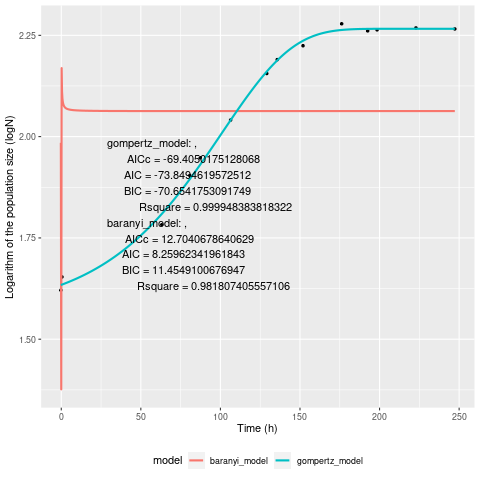 2.25
2.00
1.75
1.50
Logarithm of the population size (logN)
gompertz_model: ,
AICc = -69.4050175128068
AIC = -73.8494619572512
BIC = -70.6541753091749
Rsquare = 0.999948383818322
baranyi_model: ,
AICc = 12.7040678640629
AIC = 8.25962341961843
BIC = 11.4549100676947
Rsquare = 0.981807405557106
0 50 100 150 200 250
Time (h)
model baranyi_model gompertz_model